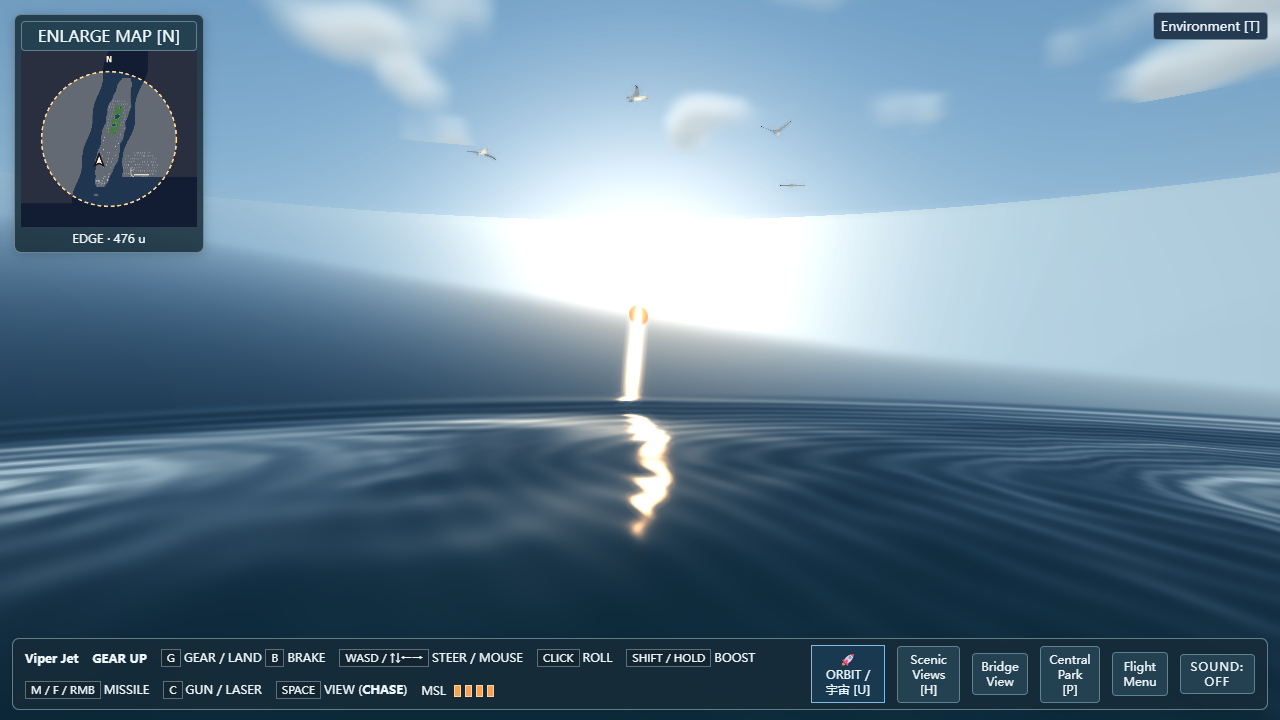 ENLARGE MAP [N]
N
EDGE · 476 u
Environment [T]
Viper Jet GEAR UP G GEAR / LAND B BRAKE WASD / ↑↓←→ STEER / MOUSE CLICK ROLL SHIFT / HOLD BOOST
M / F / RMB MISSILE C GUN / LASER SPACE VIEW (CHASE) MSL
🚀
ORBIT /
宇宙 [U]
Scenic
Views
[H]
Bridge
View
Central
Park
[P]
Flight
Menu
SOUND:
OFF